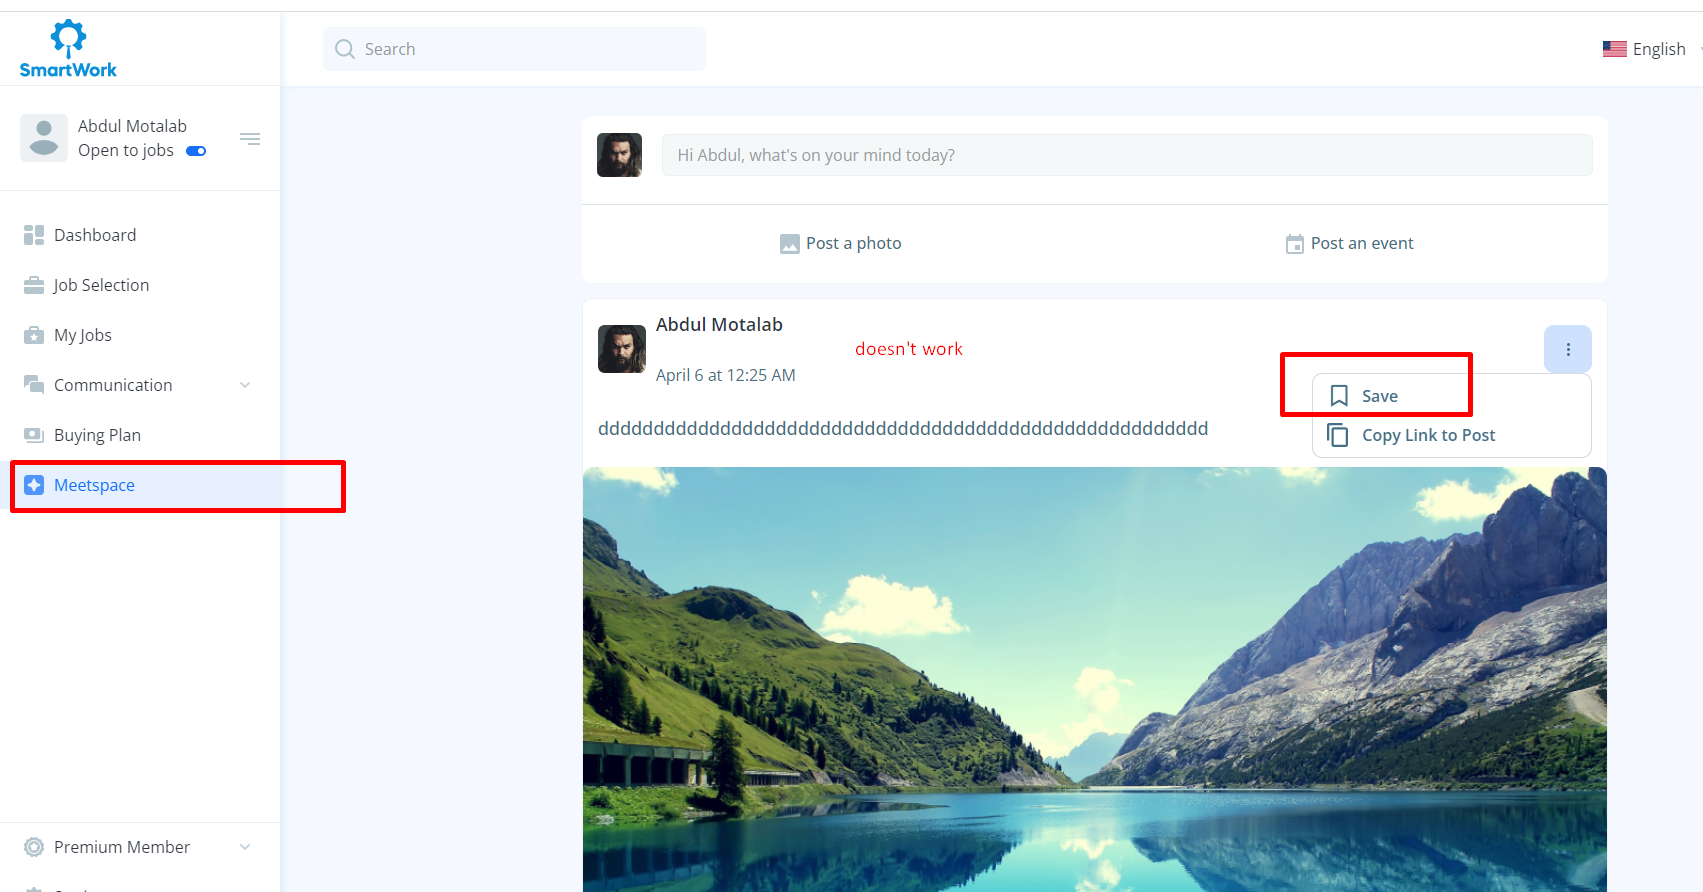 SmartWork
Search
English
Abdul Motalab
Open to jobs
Dashboard
Job Selection
My Jobs
Communication
Buying Plan
Meetspace
Premium Member
Hi Abdul, what's on your mind today?
Post a photo
Post an event
Abdul Motalab
doesn't work
April 6 at 12:25 AM
Save
Copy Link to Post
ddddddddddddddddddddddddddddddddddddddddddddddddddddddd